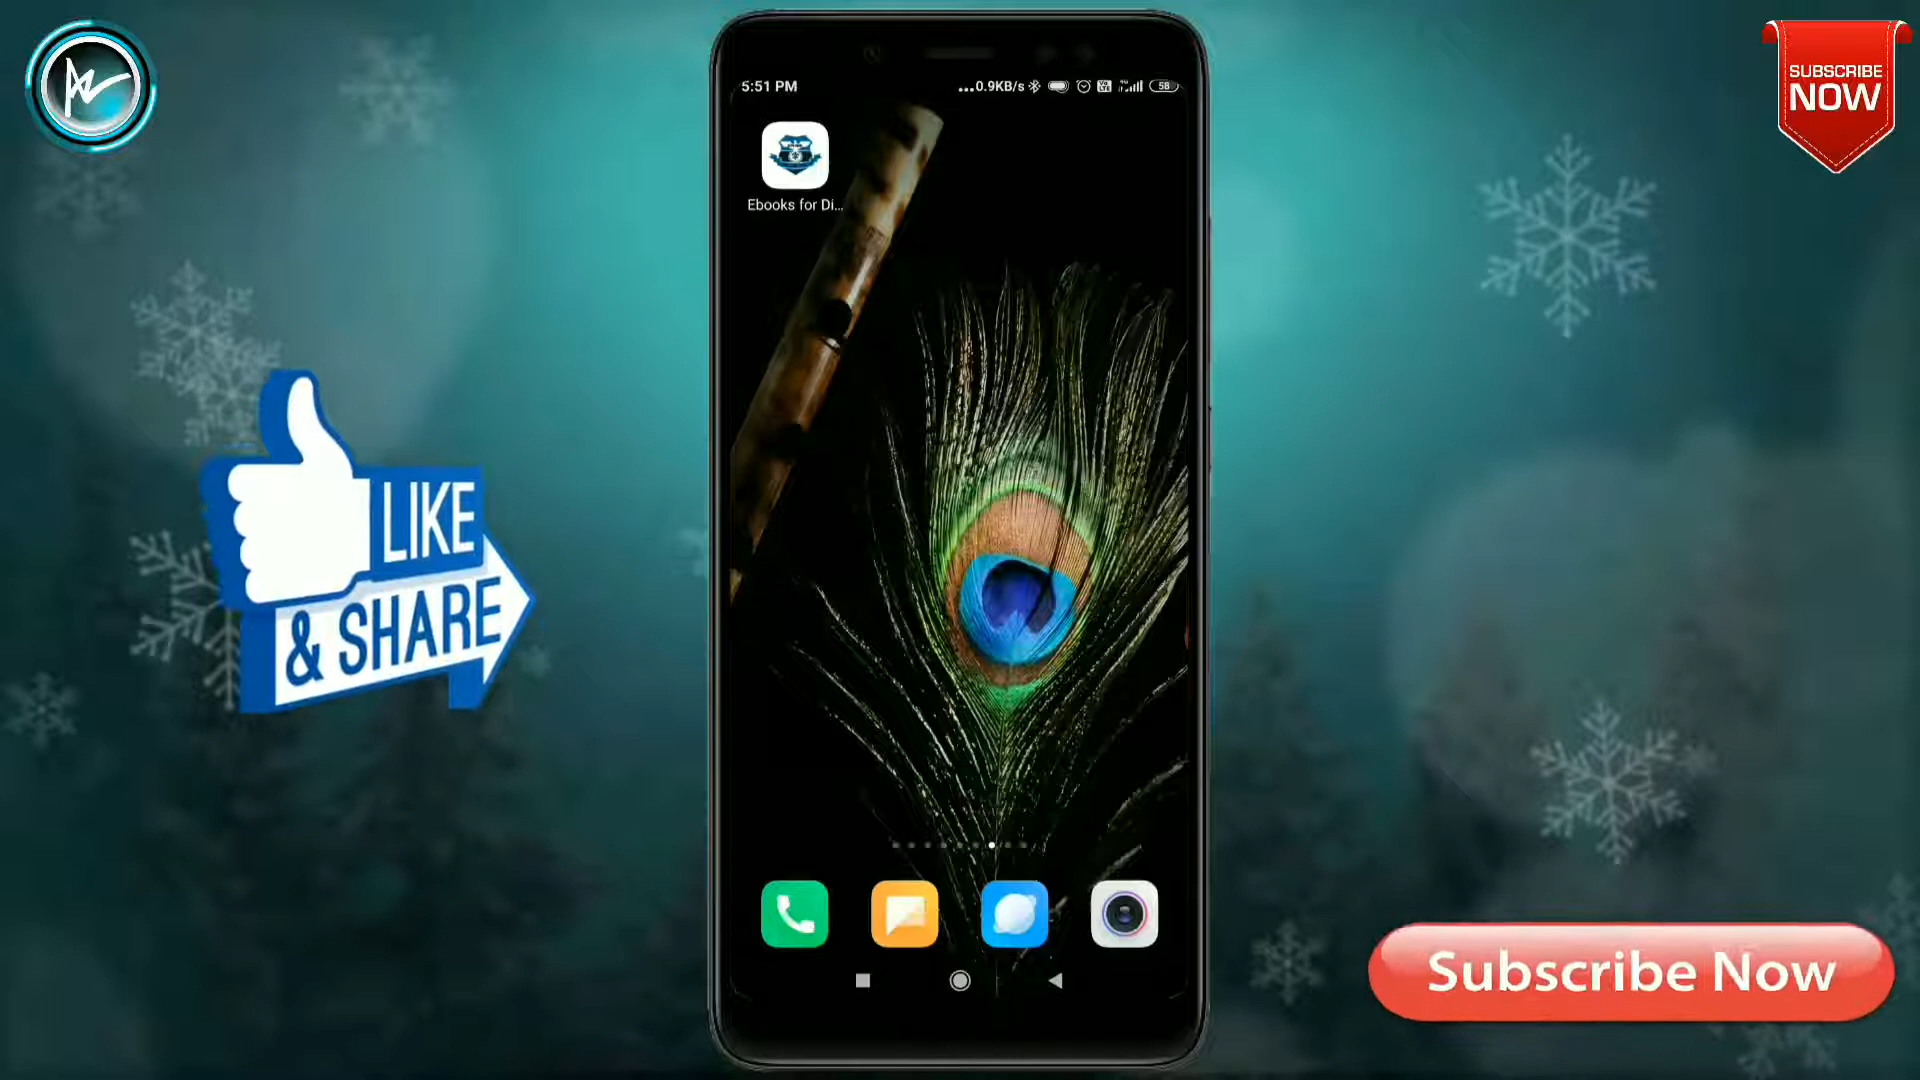 SUBSCRIBE
NOW
5:51 PM
...0.9KB/s
58
Ebooks for Di...
LIKE
& SHARE
Subscribe Now